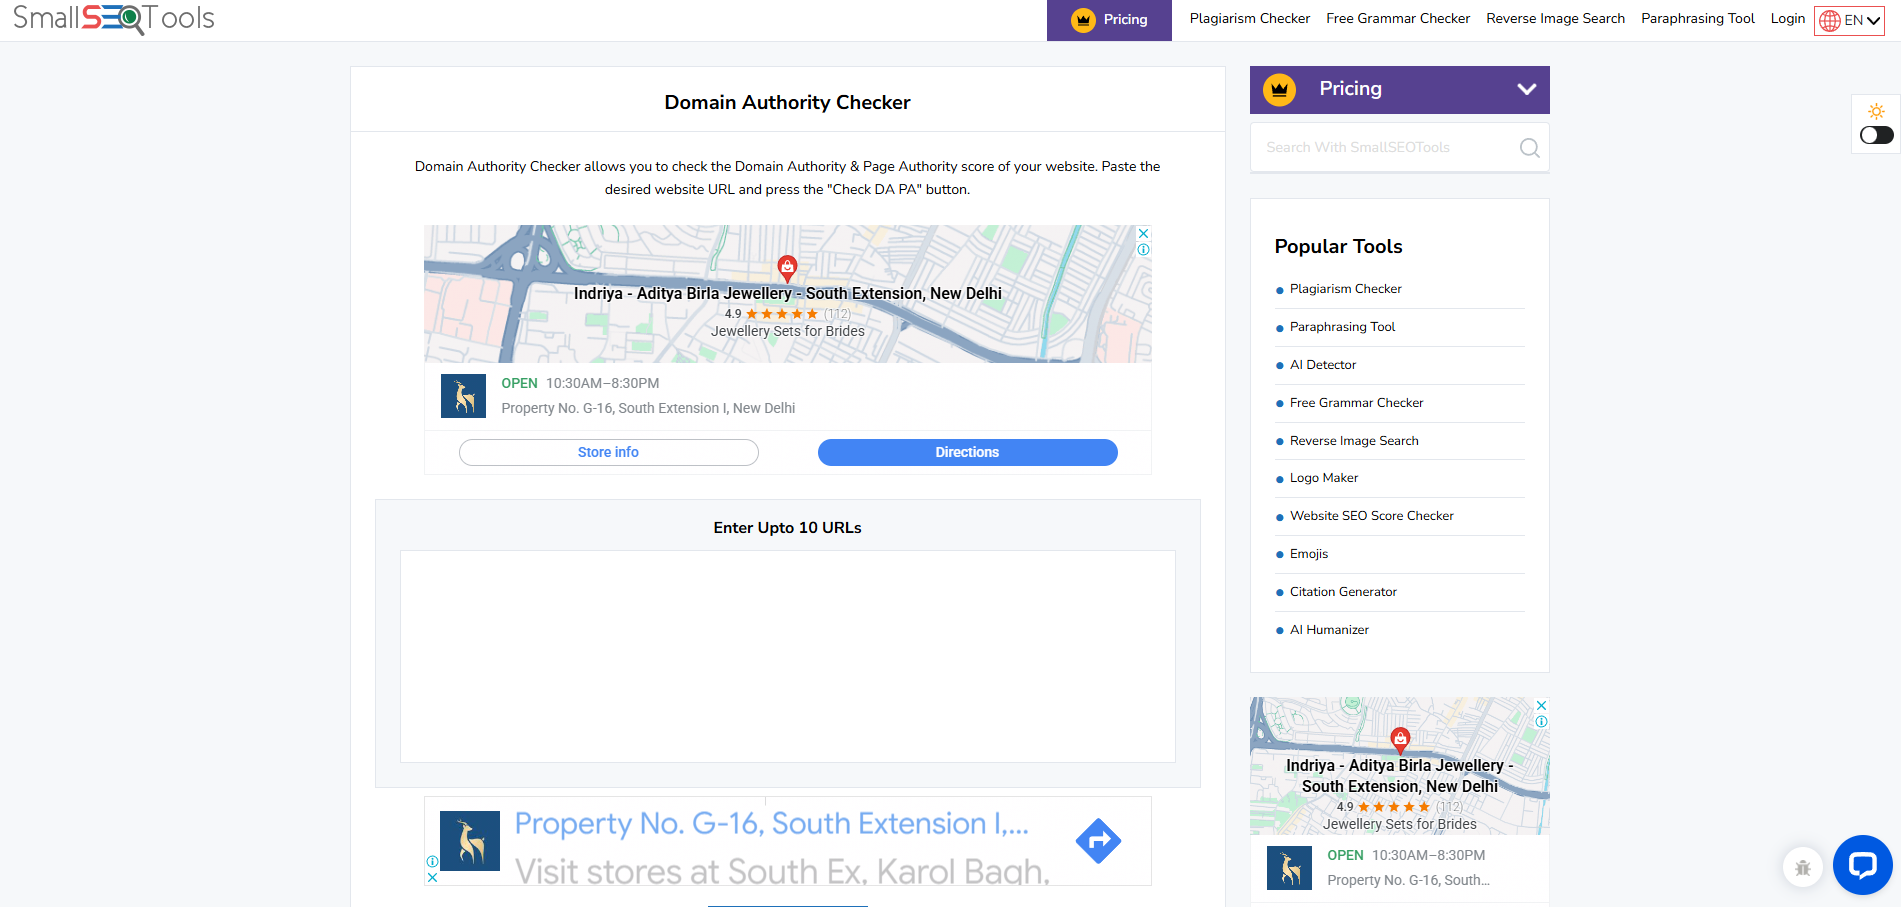 SmallSEOTools
Pricing
Plagiarism Checker
Free Grammar Checker
Reverse Image Search
Paraphrasing Tool
Login
EN
Domain Authority Checker
Domain Authority Checker allows you to check the Domain Authority & Page Authority score of your website. Paste the
desired website URL and press the "Check DA PA" button.
Indriya - Aditya Birla Jewellery - South Extension, New Delhi
4.9 (112)
Jewellery Sets for Brides
OPEN 10:30AM–8:30PM
Property No. G-16, South Extension I, New Delhi
Store info
Directions
Enter Upto 10 URLs
Property No. G-16, South Extension I,...
Visit stores at South Ex, Karol Bagh,
Pricing
Search With SmallSEOTools
Popular Tools
Plagiarism Checker
Paraphrasing Tool
AI Detector
Free Grammar Checker
Reverse Image Search
Logo Maker
Website SEO Score Checker
Emojis
Citation Generator
AI Humanizer
Indriya - Aditya Birla Jewellery -
South Extension, New Delhi
4.9 (112)
Jewellery Sets for Brides
OPEN 10:30AM–8:30PM
Property No. G-16, South...